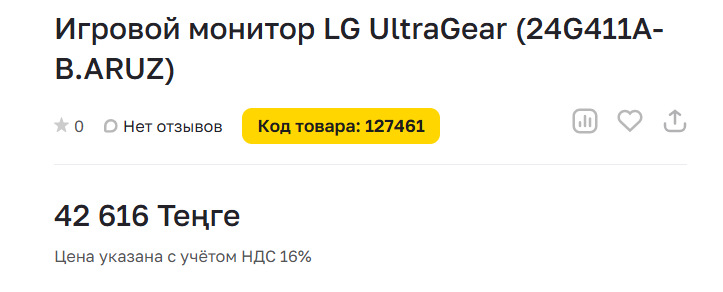 Игровой монитор LG UltraGear (24G411A-
B.ARUZ)
0 Нет отзывов Код товара: 127461
42 616 Теңге
Цена указана с учётом НДС 16%